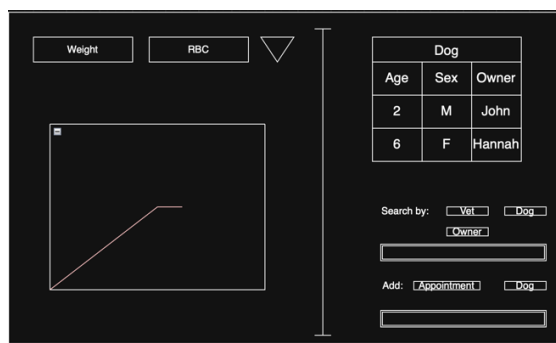 Weight RBC
Dog
Age Sex Owner
2 M John
6 F Hannah
Search by: Vet Dog
Owner
Add: Appointment Dog